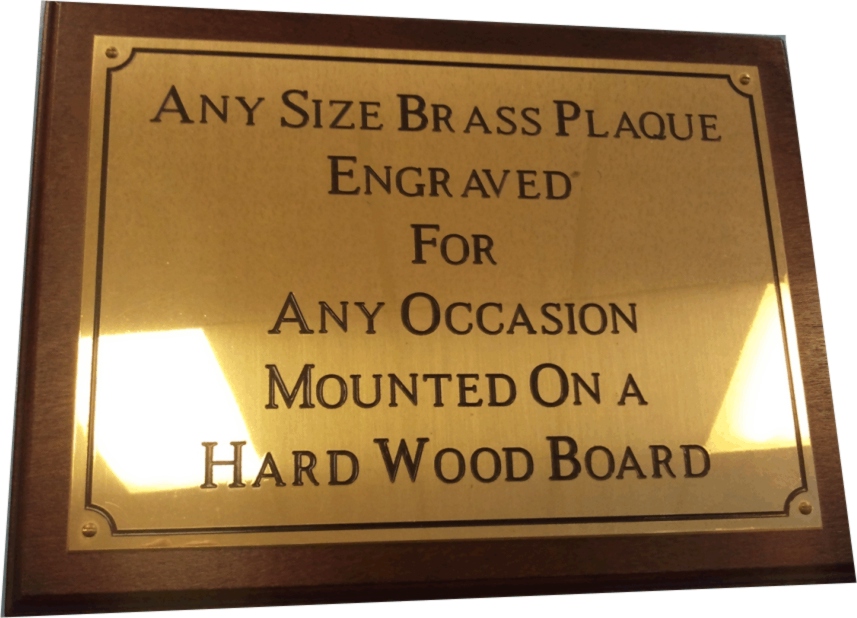 Any Size Brass Plaque
Engraved
For
Any Occasion
Mounted On a
Hard Wood Board